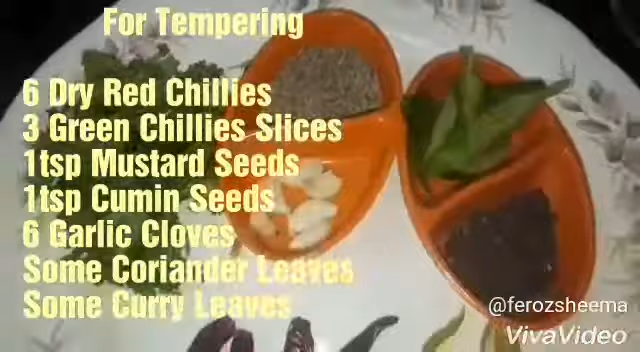 For Tempering
6 Dry Red Chillies
3 Green Chillies Slices
1tsp Mustard Seeds
1tsp Cumin Seeds
6 Garlic Cloves
Some Coriander Leaves
Some Curry Leaves
@ferozsheema
VivaVideo